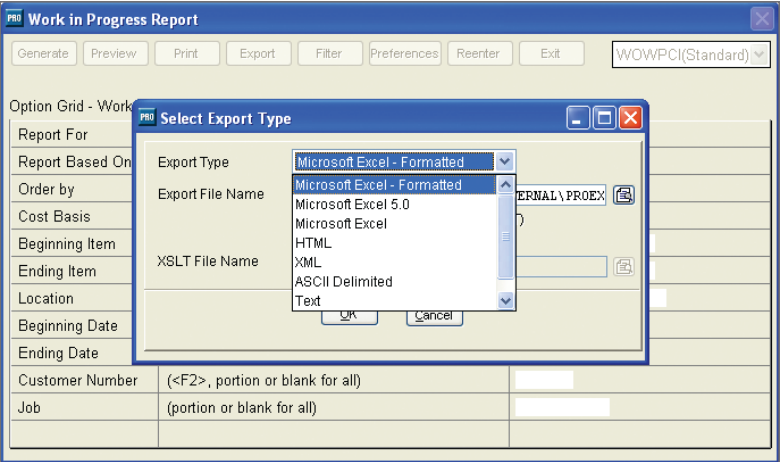 PRO Work in Progress Report
Generate Preview Print Export Filter Preferences Reenter Exit WOWPCI(Standard)
Option Grid - Work
PRO Select Export Type
Report For
Report Based On
Export Type Microsoft Excel - Formatted
Microsoft Excel - Formatted
Order by
Export File Name ERNAL\PROEX
Microsoft Excel 5.0
Cost Basis
Microsoft Excel
Beginning Item
HTML
Ending Item
XSLT File Name
XML
Location
ASCII Delimited
Text
Beginning Date
OK Cancel
Ending Date
Customer Number (<F2>, portion or blank for all)
Job (portion or blank for all)